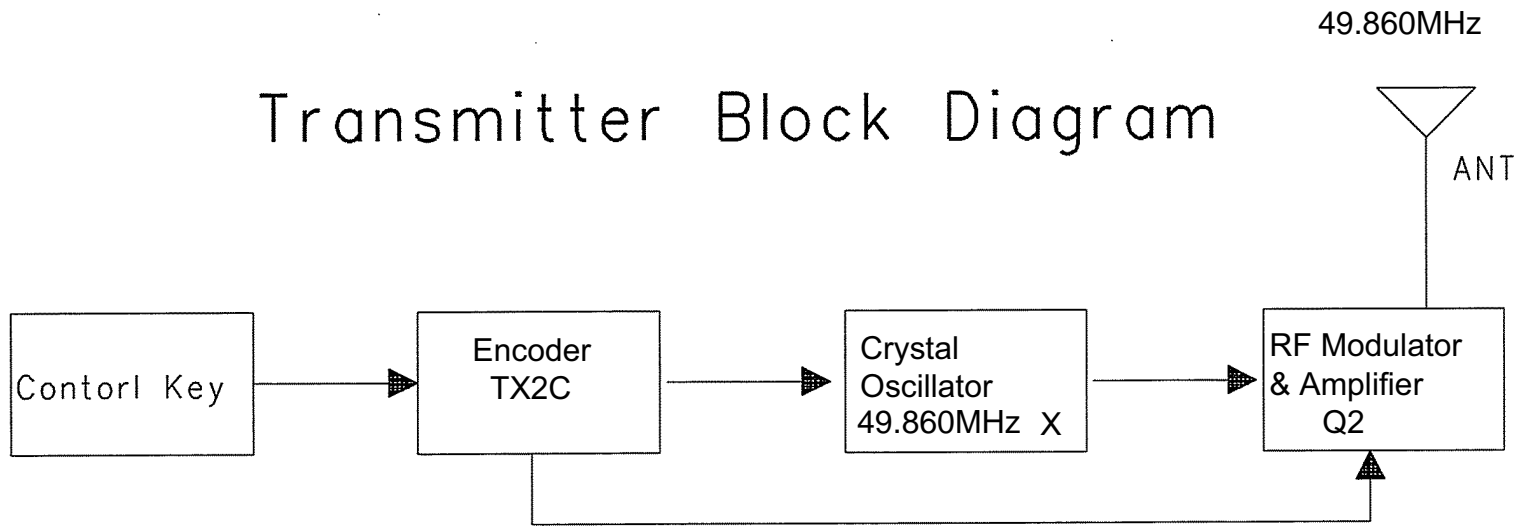 49.860MHz
Transmitter Block Diagram
ANT
Contorl Key
Encoder
TX2C
Crystal
Oscillator
49.860MHz X
RF Modulator
& Amplifier
Q2